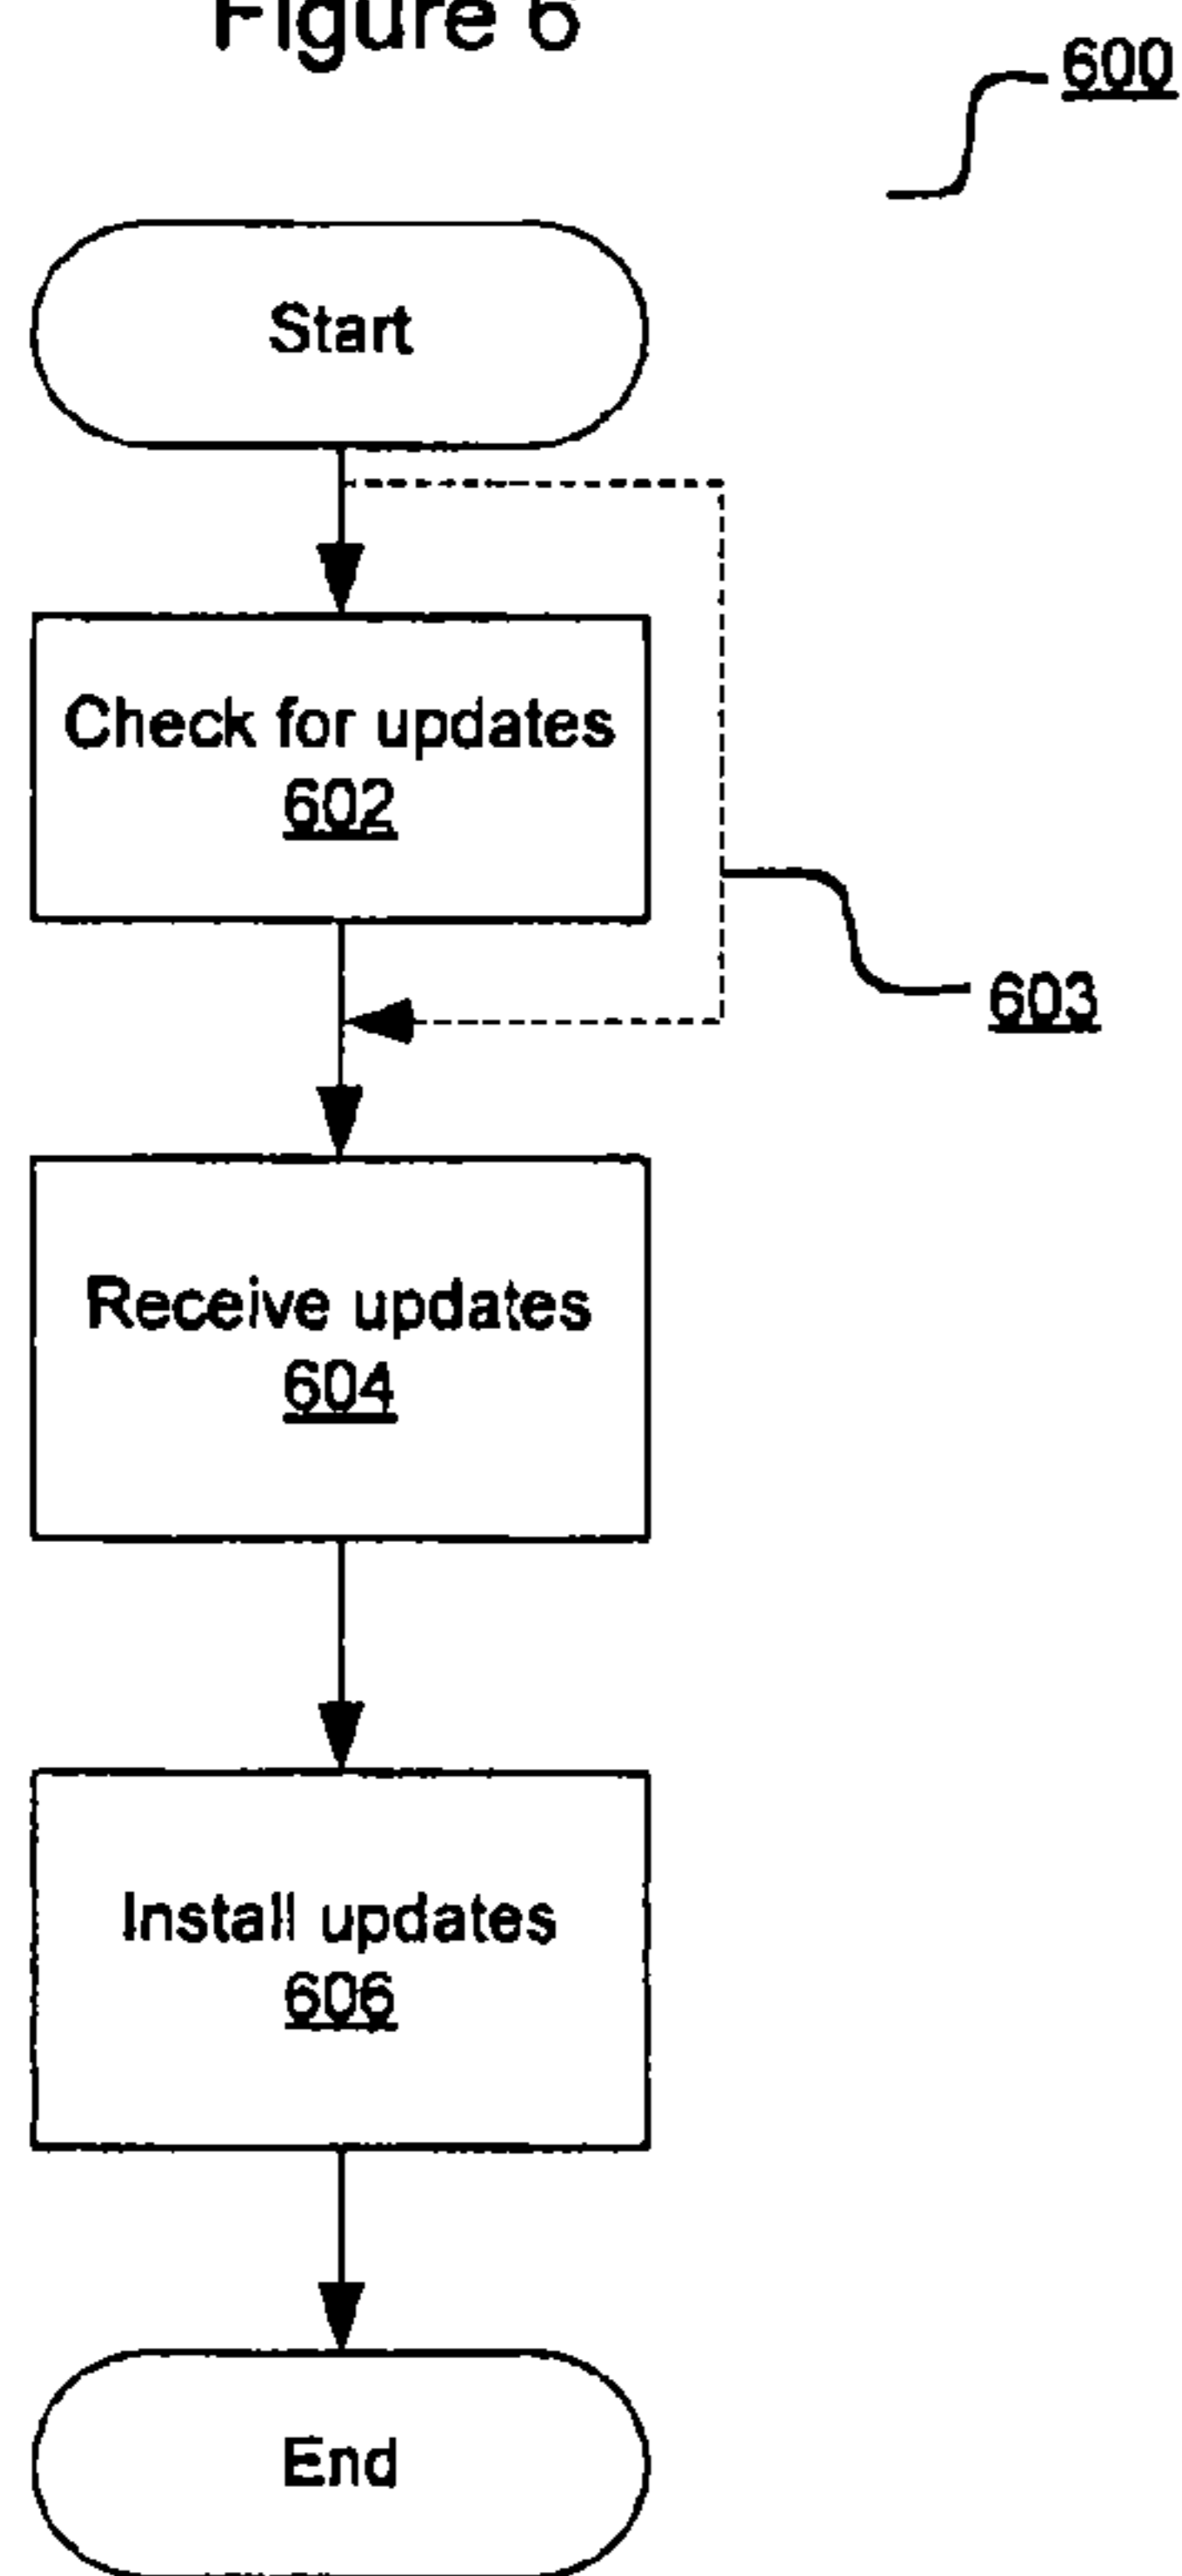 Figure 6
600
Start
Check for updates
602
603
Receive updates
604
Install updates
606
End